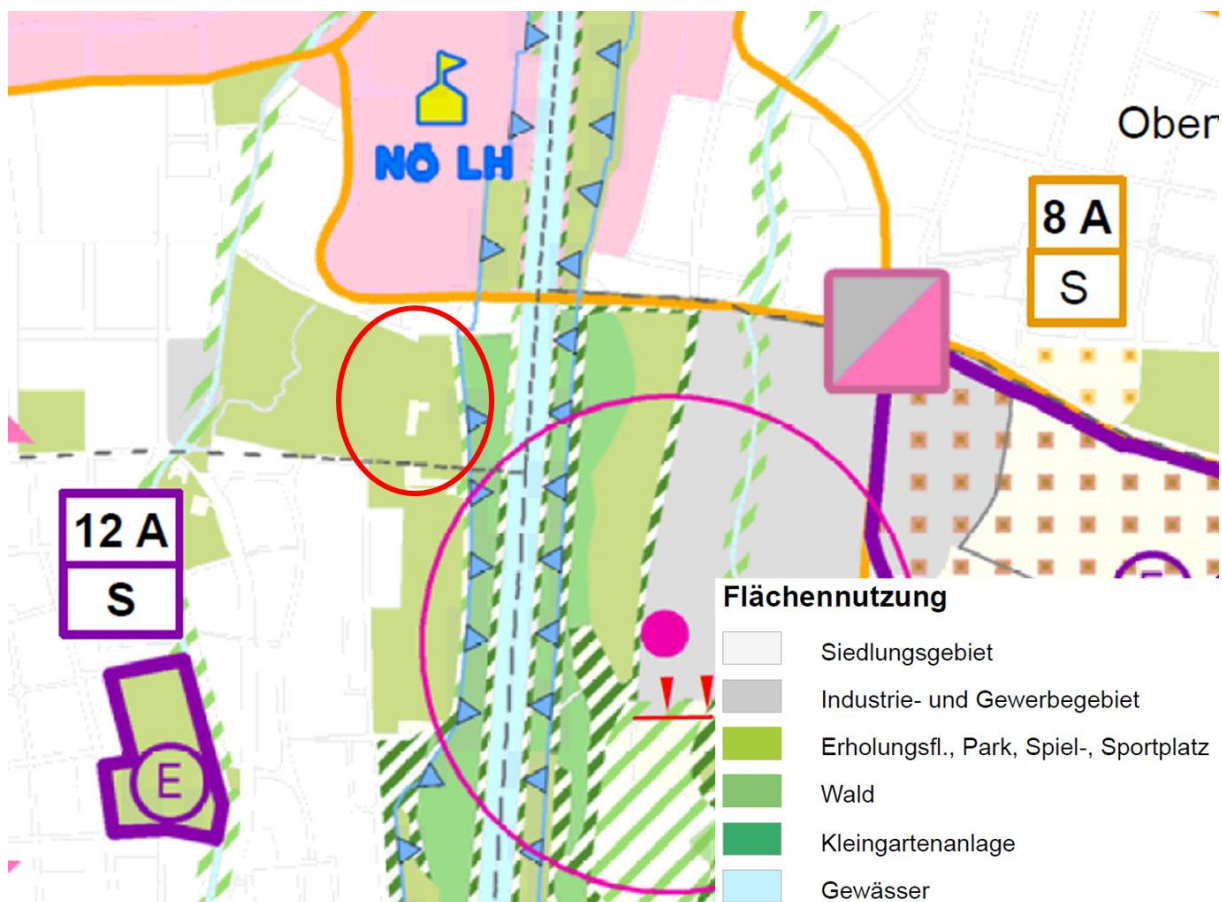 NÖ LH
Ober
8 A
S
12 A
S
E
Flächennutzung
Siedlungsgebiet
Industrie- und Gewerbegebiet
Erholungsfl., Park, Spiel-, Sportplatz
Wald
Kleingartenanlage
Gewässer